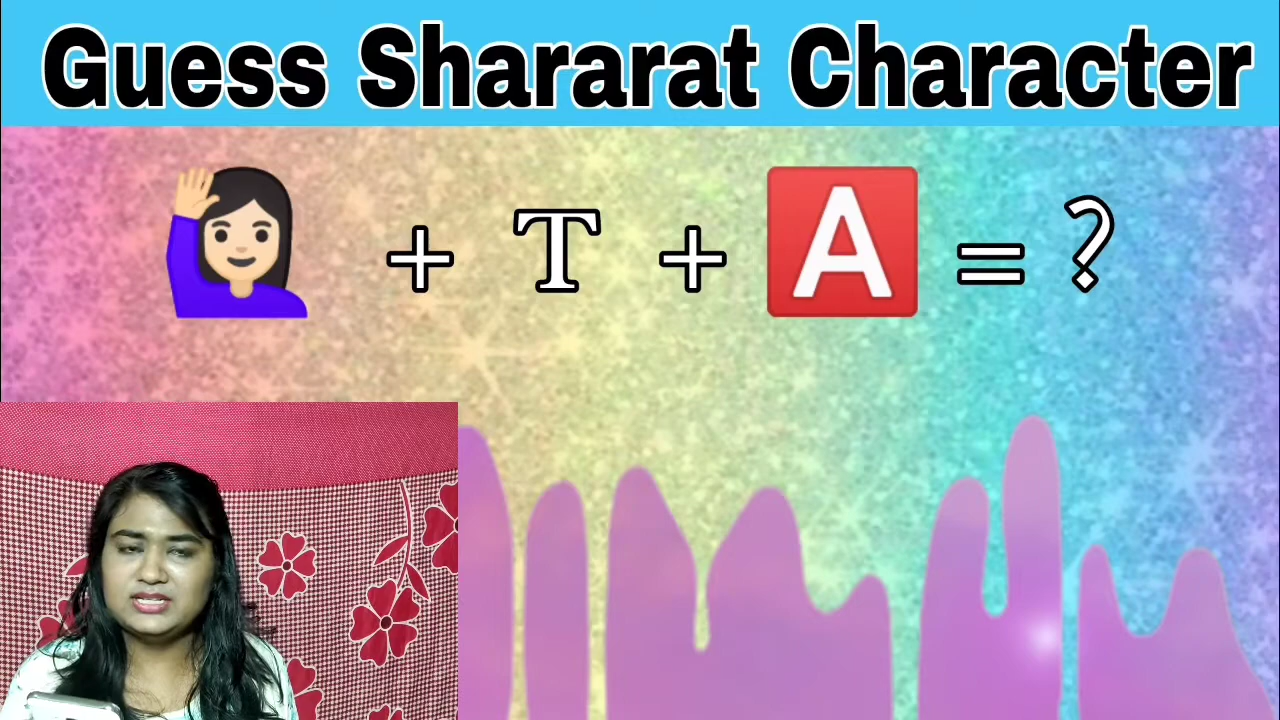 Guess Shararat Character
+ T + A = ?